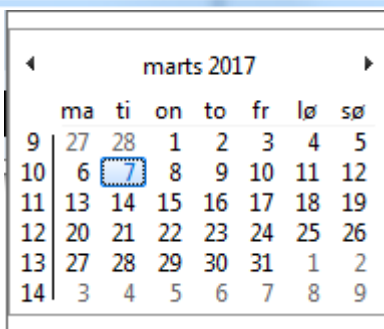 marts 2017
ma ti on to fr lø sø
9 27 28 1 2 3 4 5
10 6 7 8 9 10 11 12
11 13 14 15 16 17 18 19
12 20 21 22 23 24 25 26
13 27 28 29 30 31 1 2
14 3 4 5 6 7 8 9